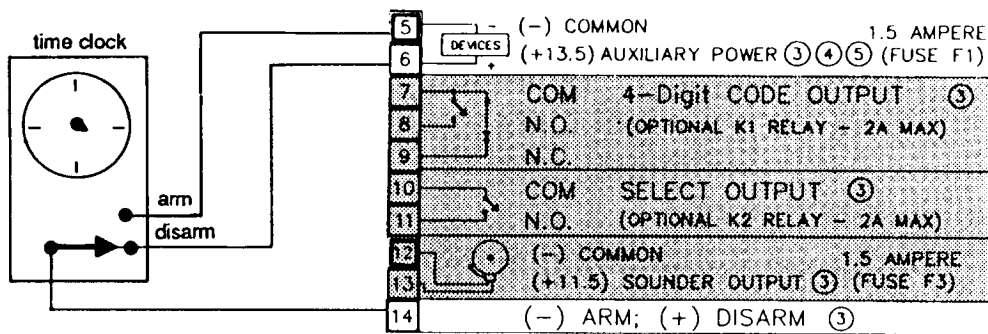 time clock
arm
disarm
5 - (-) COMMON 1.5 AMPERE
DEVICES
6 + (+13.5) AUXILIARY POWER ③ ④ ⑤ (FUSE F1)
7 COM 4-Digit CODE OUTPUT ③
8 N.O. (OPTIONAL K1 RELAY - 2A MAX)
9 N.C.
10 COM SELECT OUTPUT ③
11 N.O. (OPTIONAL K2 RELAY - 2A MAX)
12 (-) COMMON 1.5 AMPERE
13 (+11.5) SOUNDER OUTPUT ③ (FUSE F3)
14 (-) ARM; (+) DISARM ③